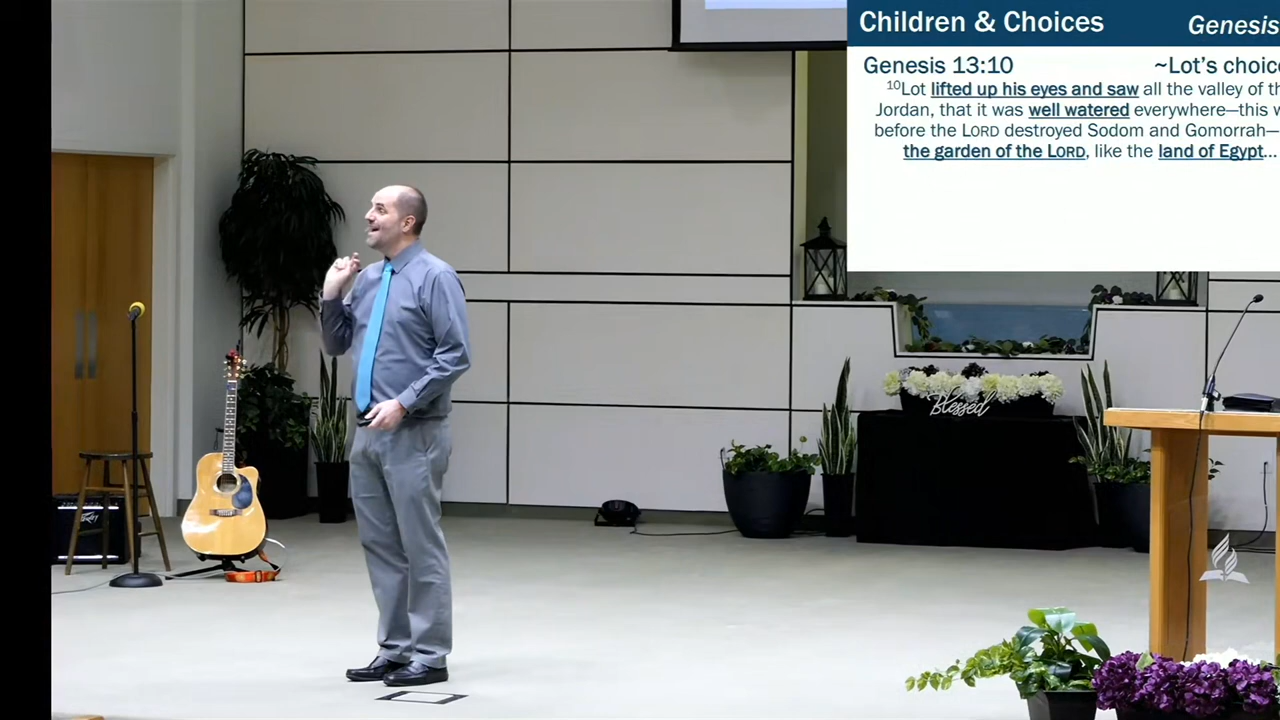 Children & Choices
Genesis
Genesis 13:10
~Lot's choice
10Lot lifted up his eyes and saw all the valley of th
Jordan, that it was well watered everywhere—this w
before the LORD destroyed Sodom and Gomorrah—
the garden of the LORD, like the land of Egypt...
Blessed
PEAVEY